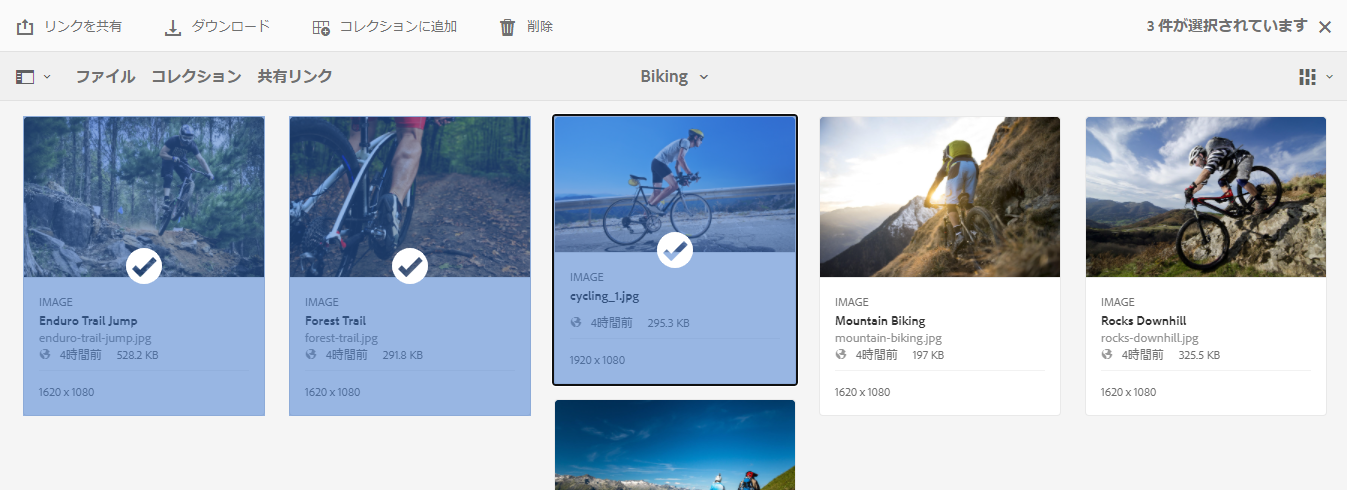 リンクを共有 ダウンロード コレクションに追加 削除 3 件が選択されています
ファイル コレクション 共有リンク Biking
IMAGE
Enduro Trail Jump
enduro-trail-jump.jpg
4時間前 528.2 KB
1620 x 1080
IMAGE
Forest Trail
forest-trail.jpg
4時間前 291.8 KB
1620 x 1080
IMAGE
cycling_1.jpg
4時間前 295.3 KB
1920 x 1080
IMAGE
Mountain Biking
mountain-biking.jpg
4時間前 197 KB
1620 x 1080
IMAGE
Rocks Downhill
rocks-downhill.jpg
4時間前 325.5 KB
1620 x 1080